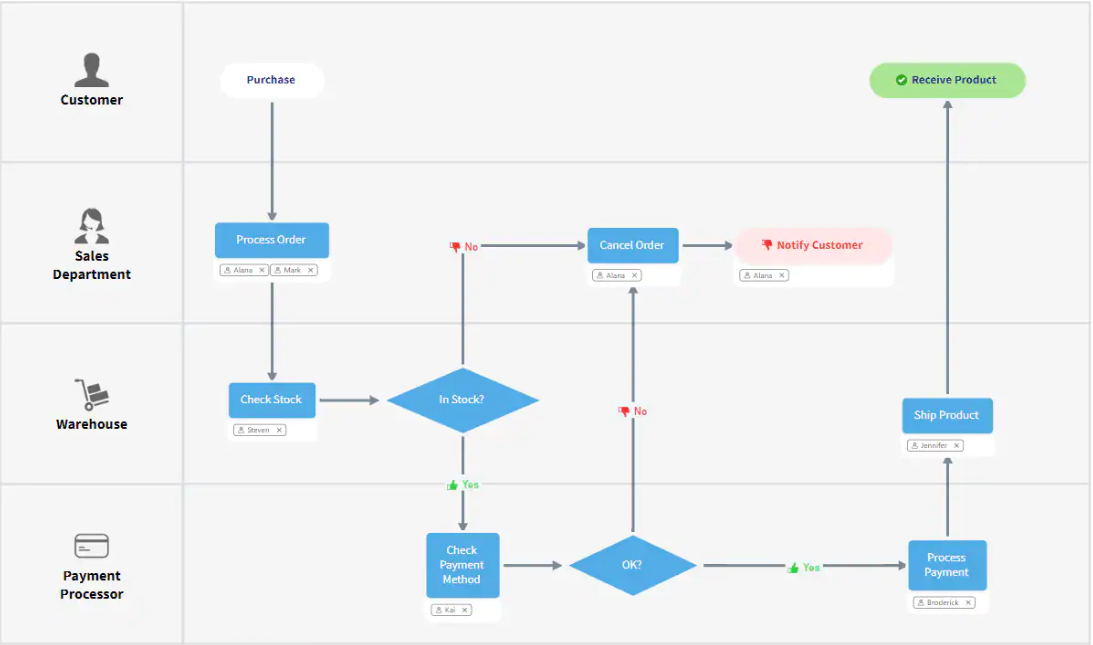 Customer
Purchase
Receive Product
Sales
Department
Process Order
Alana
Mark
No
Cancel Order
Alana
Notify Customer
Alana
Warehouse
Check Stock
Steven
In Stock?
No
Ship Product
Jennifer
Yes
Payment
Processor
Check
Payment
Method
Kai
OK?
Yes
Process
Payment
Broderick